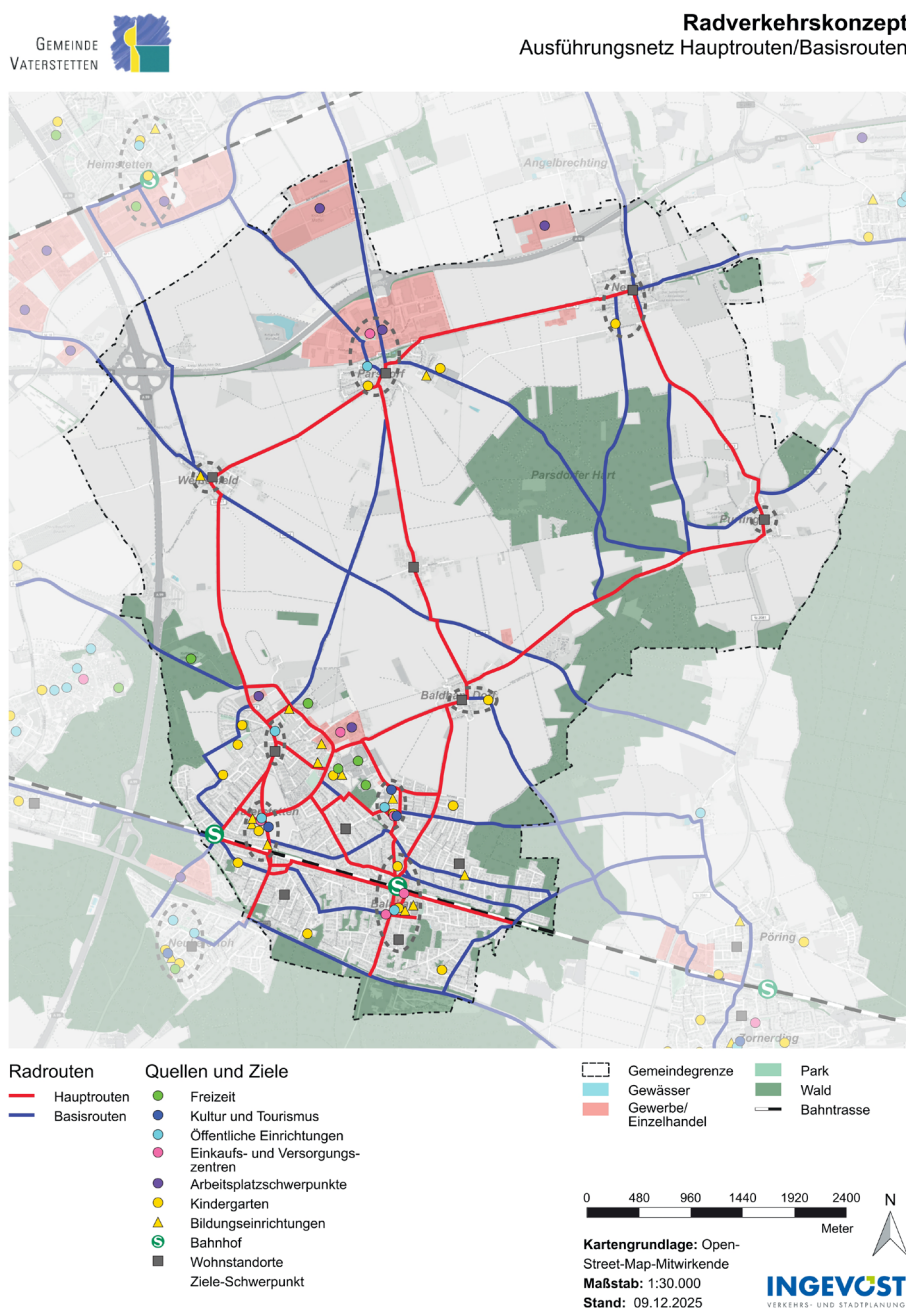 GEMEINDE
VATERSTETTEN
Radverkehrskonzept
Ausführungsnetz Hauptrouten/Basisrouten
Heimstetten
Angelbrechting
Parsdorfer Hart
Pöring
Zornerding
Radrouten
Hauptrouten
Basisrouten
Quellen und Ziele
Freizeit
Kultur und Tourismus
Öffentliche Einrichtungen
Einkaufs- und Versorgungs-
zentren
Arbeitsplatzschwerpunkte
Kindergarten
Bildungseinrichtungen
Bahnhof
Wohnstandorte
Ziele-Schwerpunkt
Gemeindegrenze
Gewässer
Gewerbe/
Einzelhandel
Park
Wald
Bahntrasse
0 480 960 1440 1920 2400
Meter
N
Kartengrundlage: Open-
Street-Map-Mitwirkende
Maßstab: 1:30.000
Stand: 09.12.2025
INGEVOST
VERKEHRS- UND STADTPLANUNG